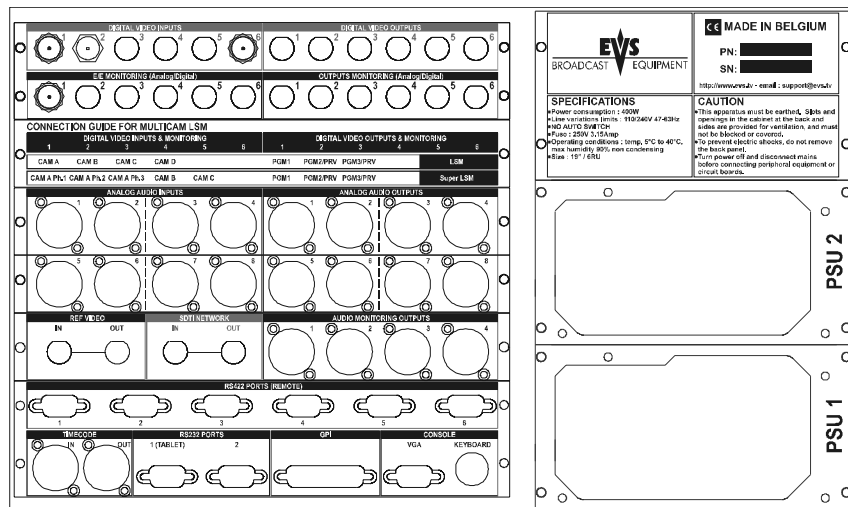 DIGITAL VIDEO INPUTS
DIGITAL VIDEO OUTPUTS
1 2 3 4 5 6 1 2 3 4 5 6
E/E MONITORING (Analog/Digital)
OUTPUTS MONITORING (Analog/Digital)
1 2 3 4 5 6 1 2 3 4 5 6
CONNECTION GUIDE FOR MULTICAM LSM
DIGITAL VIDEO INPUTS & MONITORING
DIGITAL VIDEO OUTPUTS & MONITORING
1 2 3 4 5 6 1 2 3 4 5 6
CAM A CAM B CAM C CAM D PGM1 PGM2/PRV PGM3/PRV LSM
CAM A Ph.1 CAM A Ph.2 CAM A Ph.3 CAM B CAM C PGM1 PGM2/PRV PGM3/PRV Super LSM
ANALOG AUDIO INPUTS
ANALOG AUDIO OUTPUTS
1 2 3 4 1 2 3 4
5 6 7 8 5 6 7 8
REF VIDEO
SDTI NETWORK
AUDIO MONITORING OUTPUTS
IN OUT IN OUT
1 2 3 4
RS422 PORTS (REMOTE)
1 2 3 4 5 6
TIMECODE
RS232 PORTS
GPI
CONSOLE
IN OUT 1 (TABLET) 2 VGA KEYBOARD
EVS
BROADCAST EQUIPMENT
CE MADE IN BELGIUM
PN:
SN:
http://www.evs.tv - email : support@evs.tv
SPECIFICATIONS
•Power consumption : 400W
•Line variations limits : 110/240V 47-63Hz
•NO AUTO SWITCH
•Fuse : 250V 3,15Amp
•Operating conditions : temp, 5°C to 40°C,
max humidity 90% non condensing
•Size : 19" / 6RU
CAUTION
•This apparatus must be earthed, Slots and
openings in the cabinet at the back and
sides are provided for ventilation, and must
not be blocked or covered.
•To prevent electric shocks, do not remove
the back panel.
•Turn power off and disconnect mains
before connecting peripheral equipment or
circuit boards.
PSU 2
PSU 1